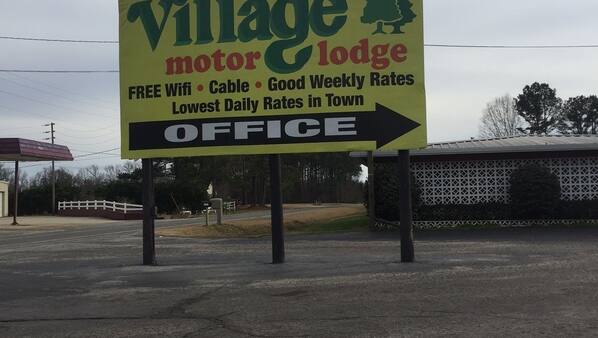 Village
motor lodge
FREE Wifi • Cable • Good Weekly Rates
Lowest Daily Rates in Town
OFFICE